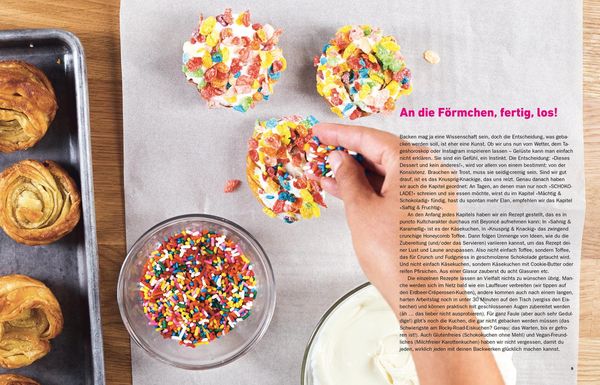 An die Förmchen, fertig, los!
Backen mag ja eine Wissenschaft sein, doch die Entscheidung, was geba-
cken werden soll, ist eher eine Kunst. Ob wir uns nun vom Wetter, dem Ta-
geshoroskop oder Instagram inspirieren lassen – Gelüste kann man einfach
nicht erklären. Sie sind ein Gefühl, ein Instinkt. Die Entscheidung: »Dieses
Dessert und kein anderes!«, wird vor allem von einem bestimmt: von der
Konsistenz. Brauchen wir Trost, muss sie seidig-cremig sein. Sind wir gut
drauf, ist es das Knusprig-Knackige, das uns reizt. Genau danach haben
wir auch die Kapitel geordnet: An Tagen, an denen man nur noch »SCHOKO-
LADE!« schreien und sie essen möchte, wirst du im Kapitel »Mächtig &
Schokoladig« fündig, hast du spontan mehr Elan, empfehlen wir das Kapitel
»Saftig & Fruchtig«.
An den Anfang jedes Kapitels haben wir ein Rezept gestellt, das es in
puncto Kultcharakter durchaus mit Beyoncé aufnehmen kann: In »Sahnig &
Karamellig« ist es der Käsekuchen, in »Knusprig & Knackig« das zwingend
crunchige Honeycomb Toffee. Dann folgen Unmenge von Ideen, wie du die
Zubereitung (und/oder das Servieren) variieren kannst, um das Rezept dei-
ner Lust und Laune anzupassen. Also nicht einfach Toffee, sondern Toffee,
das für Crunch und Fudgyness in geschmolzene Schokolade getaucht wird.
Und nicht einfach Käsekuchen, sondern Käsekuchen mit Cookie-Butter oder
reifen Pfirsichen. Aus einer Glasur zauberst du acht Glasuren etc.
Die einzelnen Rezepte lassen an Vielfalt nichts zu wünschen übrig. Man-
che werden sich im Netz bald wie ein Lauffeuer verbreiten (wir tippen auf
den Erdbeer-Crêpeessen-Kuchen), andere kommen auch nach einem langen,
harten Arbeitstag noch in unter 30 Minuten auf den Tisch (vergiss den Eis-
becher) und können praktisch mit geschlossenen Augen zubereitet werden
(äh … das lieber nicht ausprobieren). Für ganz Faule (aber auch sehr Gedul-
dige!) gibt's noch die Kuchen, die gar nicht gebacken werden müssen (das
Schwierigste am Rocky-Road-Eiskuchen? Genau: das Warten, bis er gefro-
ren ist!). Auch Glutenfreies (Schokokuchen ohne Mehl) und Vegan-Freund-
liches (Milchfreier Karottenkuchen) haben wir nicht vergessen, damit du
jeden, wirklich jeden mit deinen Backwerken glücklich machen kannst.
9